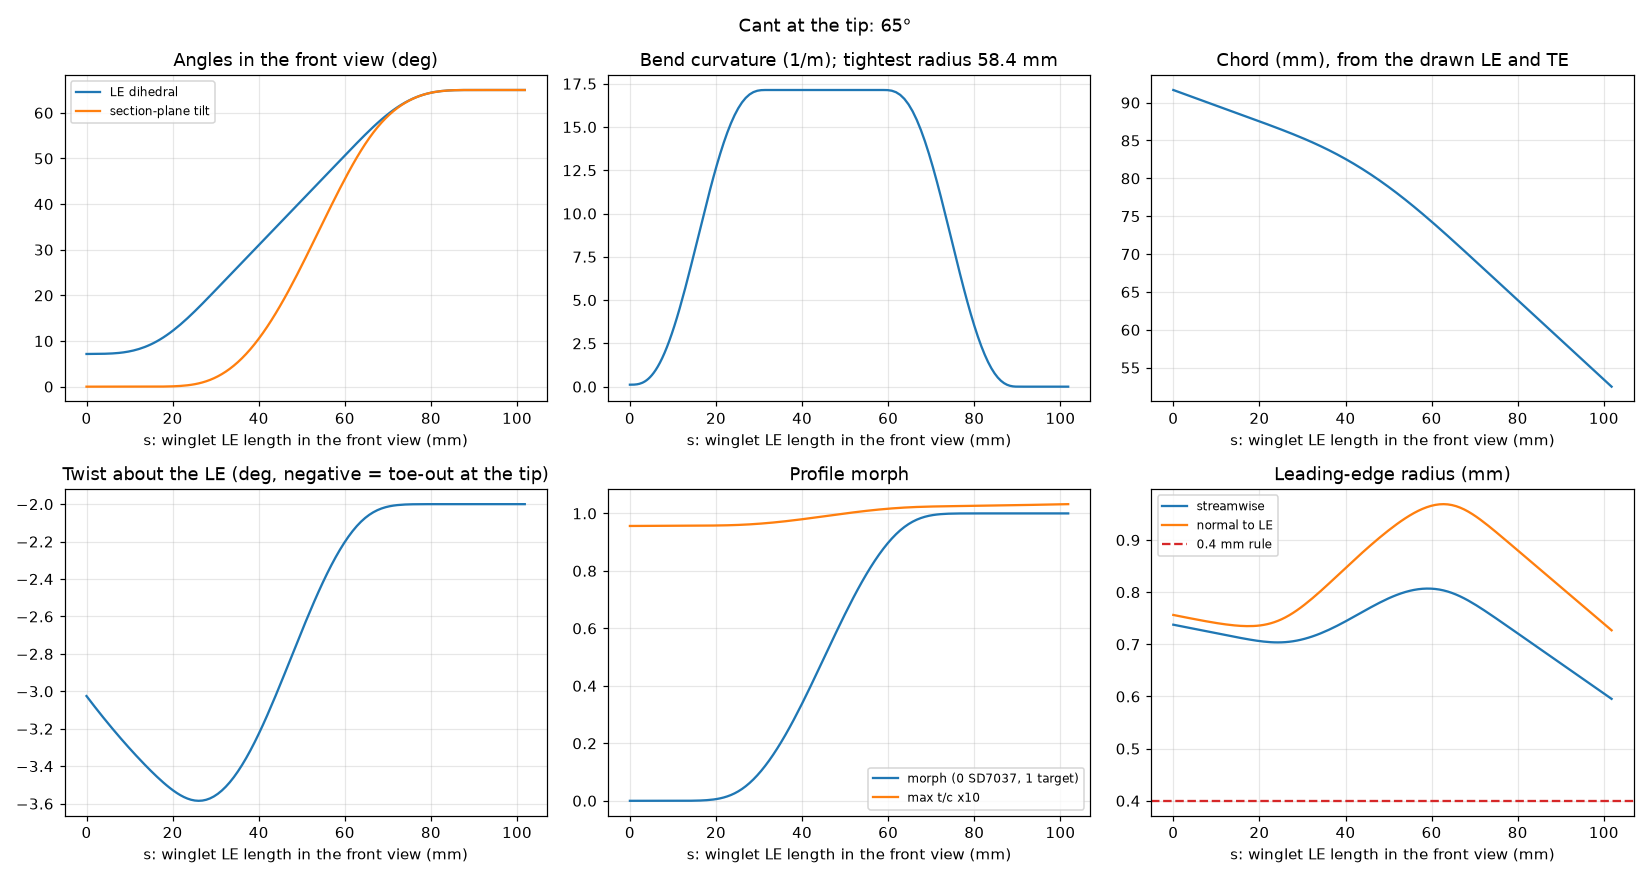 Cant at the tip: 65°
Angles in the front view (deg)
LE dihedral
section-plane tilt
60
50
40
30
20
10
0
0 20 40 60 80 100
s: winglet LE length in the front view (mm)
Bend curvature (1/m); tightest radius 58.4 mm
17.5
15.0
12.5
10.0
7.5
5.0
2.5
0.0
0 20 40 60 80 100
s: winglet LE length in the front view (mm)
Chord (mm), from the drawn LE and TE
90
85
80
75
70
65
60
55
0 20 40 60 80 100
s: winglet LE length in the front view (mm)
Twist about the LE (deg, negative = toe-out at the tip)
−2.0
−2.2
−2.4
−2.6
−2.8
−3.0
−3.2
−3.4
−3.6
0 20 40 60 80 100
s: winglet LE length in the front view (mm)
Profile morph
1.0
0.8
0.6
0.4
0.2
0.0
morph (0 SD7037, 1 target)
max t/c x10
0 20 40 60 80 100
s: winglet LE length in the front view (mm)
Leading-edge radius (mm)
streamwise
normal to LE
0.4 mm rule
0.9
0.8
0.7
0.6
0.5
0.4
0 20 40 60 80 100
s: winglet LE length in the front view (mm)